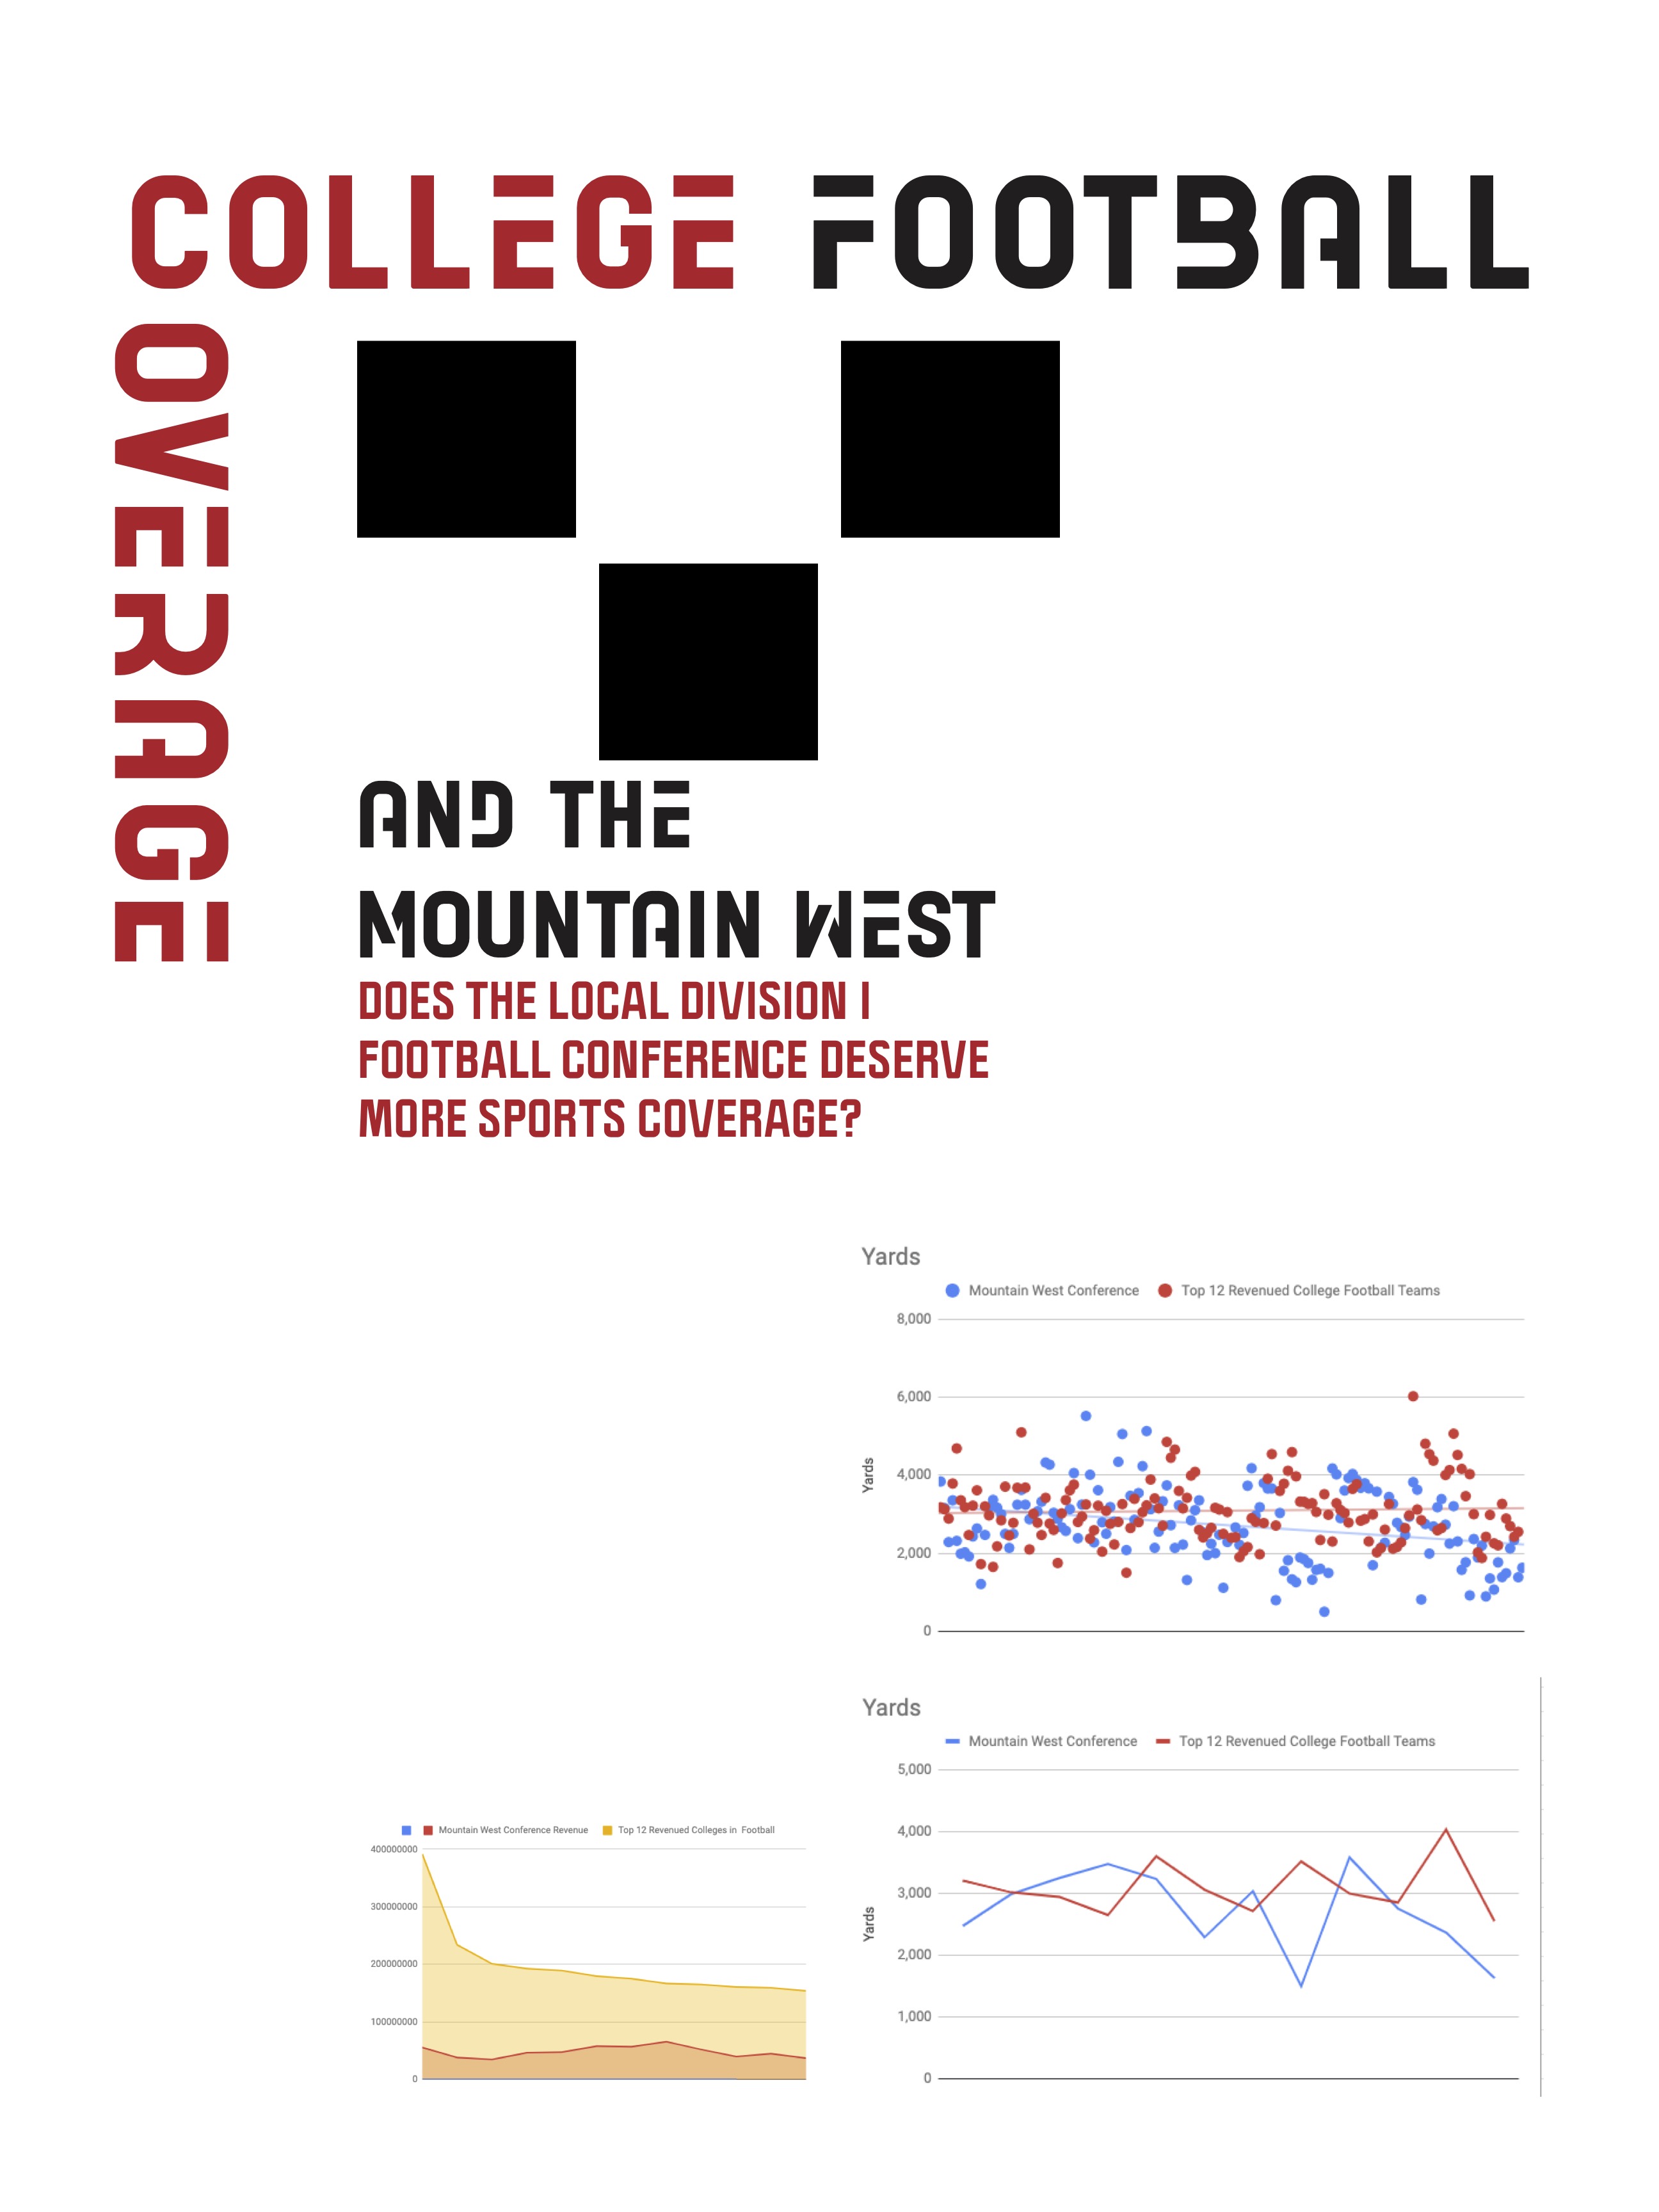 COLLEGE FOOTBALL
OVERAGE
AND THE
MOUNTAIN WEST
DOES THE LOCAL DIVISION I
FOOTBALL CONFERENCE DESERVE
MORE SPORTS COVERAGE?
Yards
Mountain West Conference Top 12 Revenued College Football Teams
8,000
6,000
4,000
2,000
0
Yards
Yards
Mountain West Conference Top 12 Revenued College Football Teams
5,000
4,000
3,000
2,000
1,000
0
Yards
Mountain West Conference Revenue Top 12 Revenued Colleges in Football
400000000
300000000
200000000
100000000
0